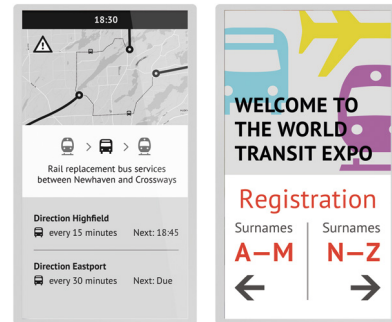 18:30
Rail replacement bus services
between Newhaven and Crossways
Direction Highfield
every 15 minutes Next: 18:45
Direction Eastport
every 30 minutes Next: Due
WELCOME TO
THE WORLD
TRANSIT EXPO
Registration
Surnames Surnames
A–M N–Z